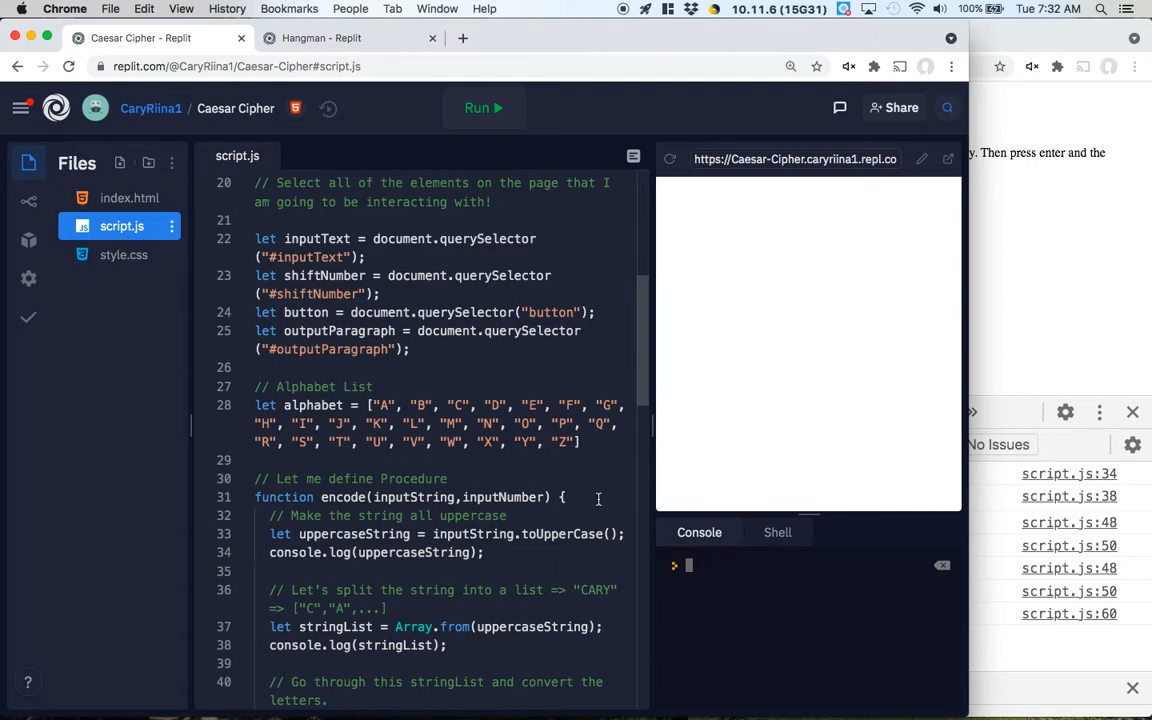 Chrome File Edit View History Bookmarks People Tab Window Help 10.11.6 (15G31) 100% Tue 7:32 AM
Caesar Cipher - Replit
Hangman - Replit
replit.com/@CaryRiina1/Caesar-Cipher#script.js
CaryRiina1 / Caesar Cipher
Run
Share
Files
index.html
script.js
style.css
script.js
20 // Select all of the elements on the page that I
am going to be interacting with!
21
22 let inputText = document.querySelector
("#inputText");
23 let shiftNumber = document.querySelector
("#shiftNumber");
24 let button = document.querySelector("button");
25 let outputParagraph = document.querySelector
("#outputParagraph");
26
27 // Alphabet List
28 let alphabet = ["A", "B", "C", "D", "E", "F", "G",
"H", "I", "J", "K", "L", "M", "N", "O", "P", "Q",
"R", "S", "T", "U", "V", "W", "X", "Y", "Z"]
29
30 // Let me define Procedure
31 function encode(inputString,inputNumber) {
32 // Make the string all uppercase
33 let uppercaseString = inputString.toUpperCase();
34 console.log(uppercaseString);
35
36 // Let's split the string into a list => "CARY"
=> ["C","A",...]
37 let stringList = Array.from(uppercaseString);
38 console.log(stringList);
39
40 // Go through this stringList and convert the
letters.
https://Caesar-Cipher.caryriina1.repl.co
Console
Shell
y. Then press enter and the
No Issues
script.js:34
script.js:38
script.js:48
script.js:50
script.js:48
script.js:50
script.js:60